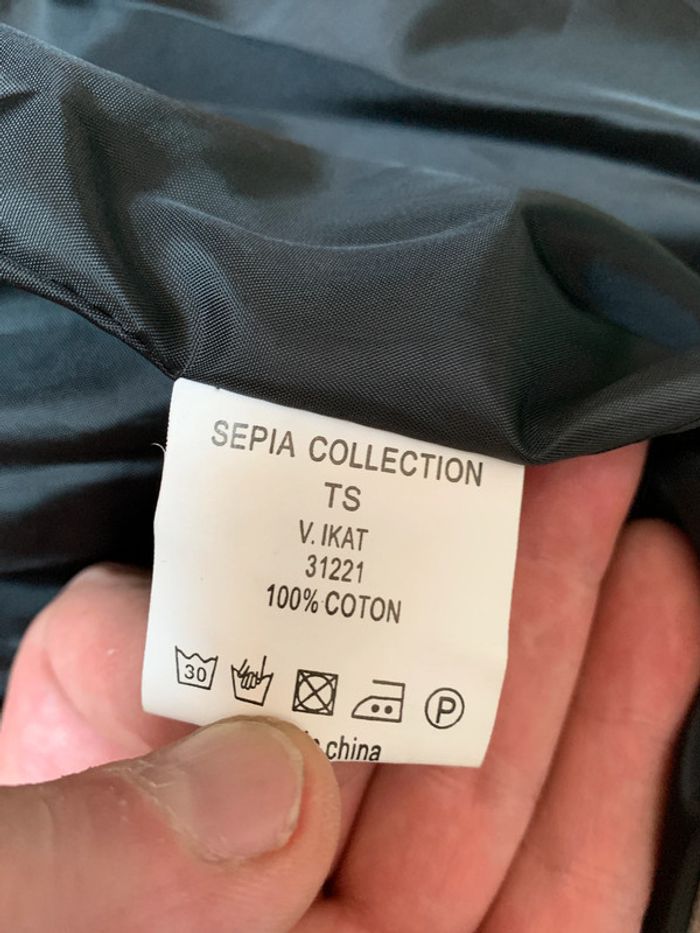 SEPIA COLLECTION
TS
V. IKAT
31221
100% COTON
30
P
china